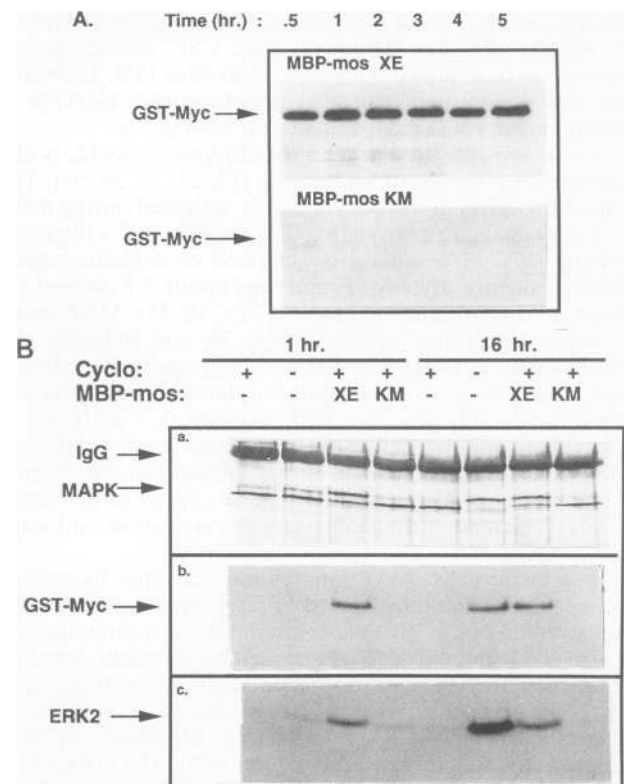 A. Time (hr.) : .5 1 2 3 4 5
MBP-mos XE
GST-Myc
MBP-mos KM
GST-Myc
B 1 hr. 16 hr.
Cyclo: + - + + + - + +
MBP-mos: - - XE KM - - XE KM
a.
IgG
MAPK
b.
GST-Myc
c.
ERK2